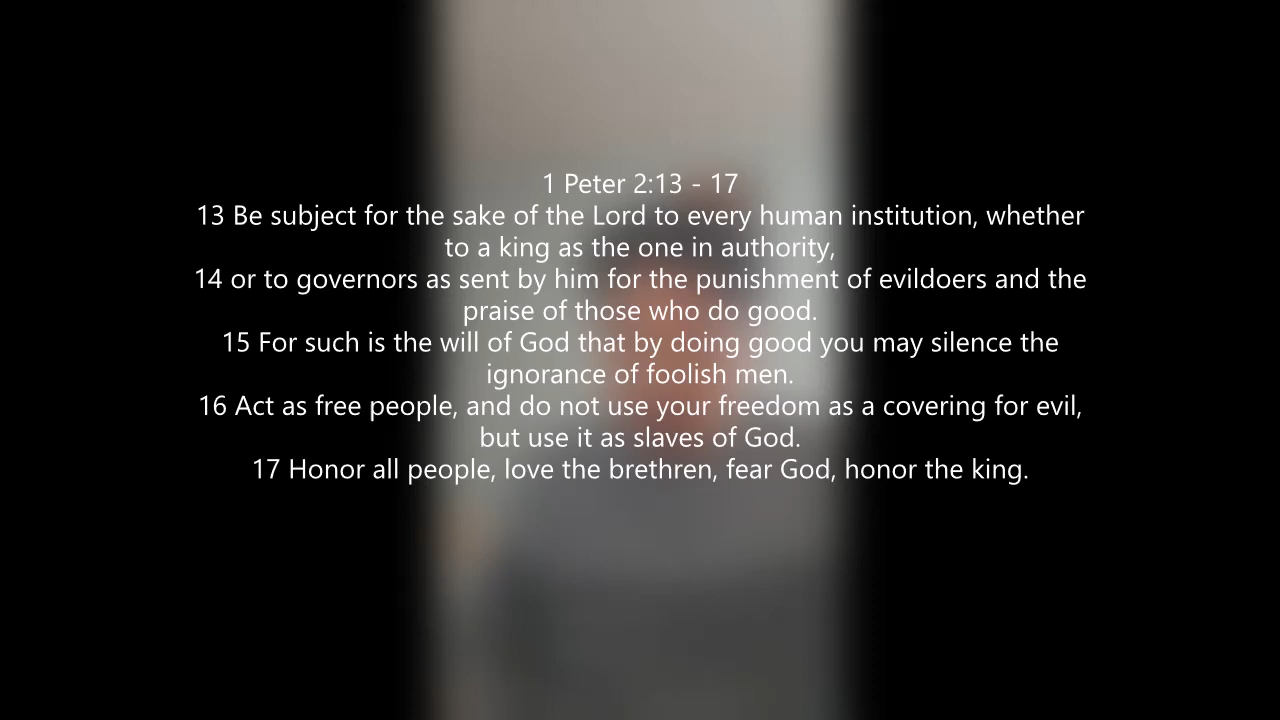 1 Peter 2:13 - 17
13 Be subject for the sake of the Lord to every human institution, whether
to a king as the one in authority,
14 or to governors as sent by him for the punishment of evildoers and the
praise of those who do good.
15 For such is the will of God that by doing good you may silence the
ignorance of foolish men.
16 Act as free people, and do not use your freedom as a covering for evil,
but use it as slaves of God.
17 Honor all people, love the brethren, fear God, honor the king.